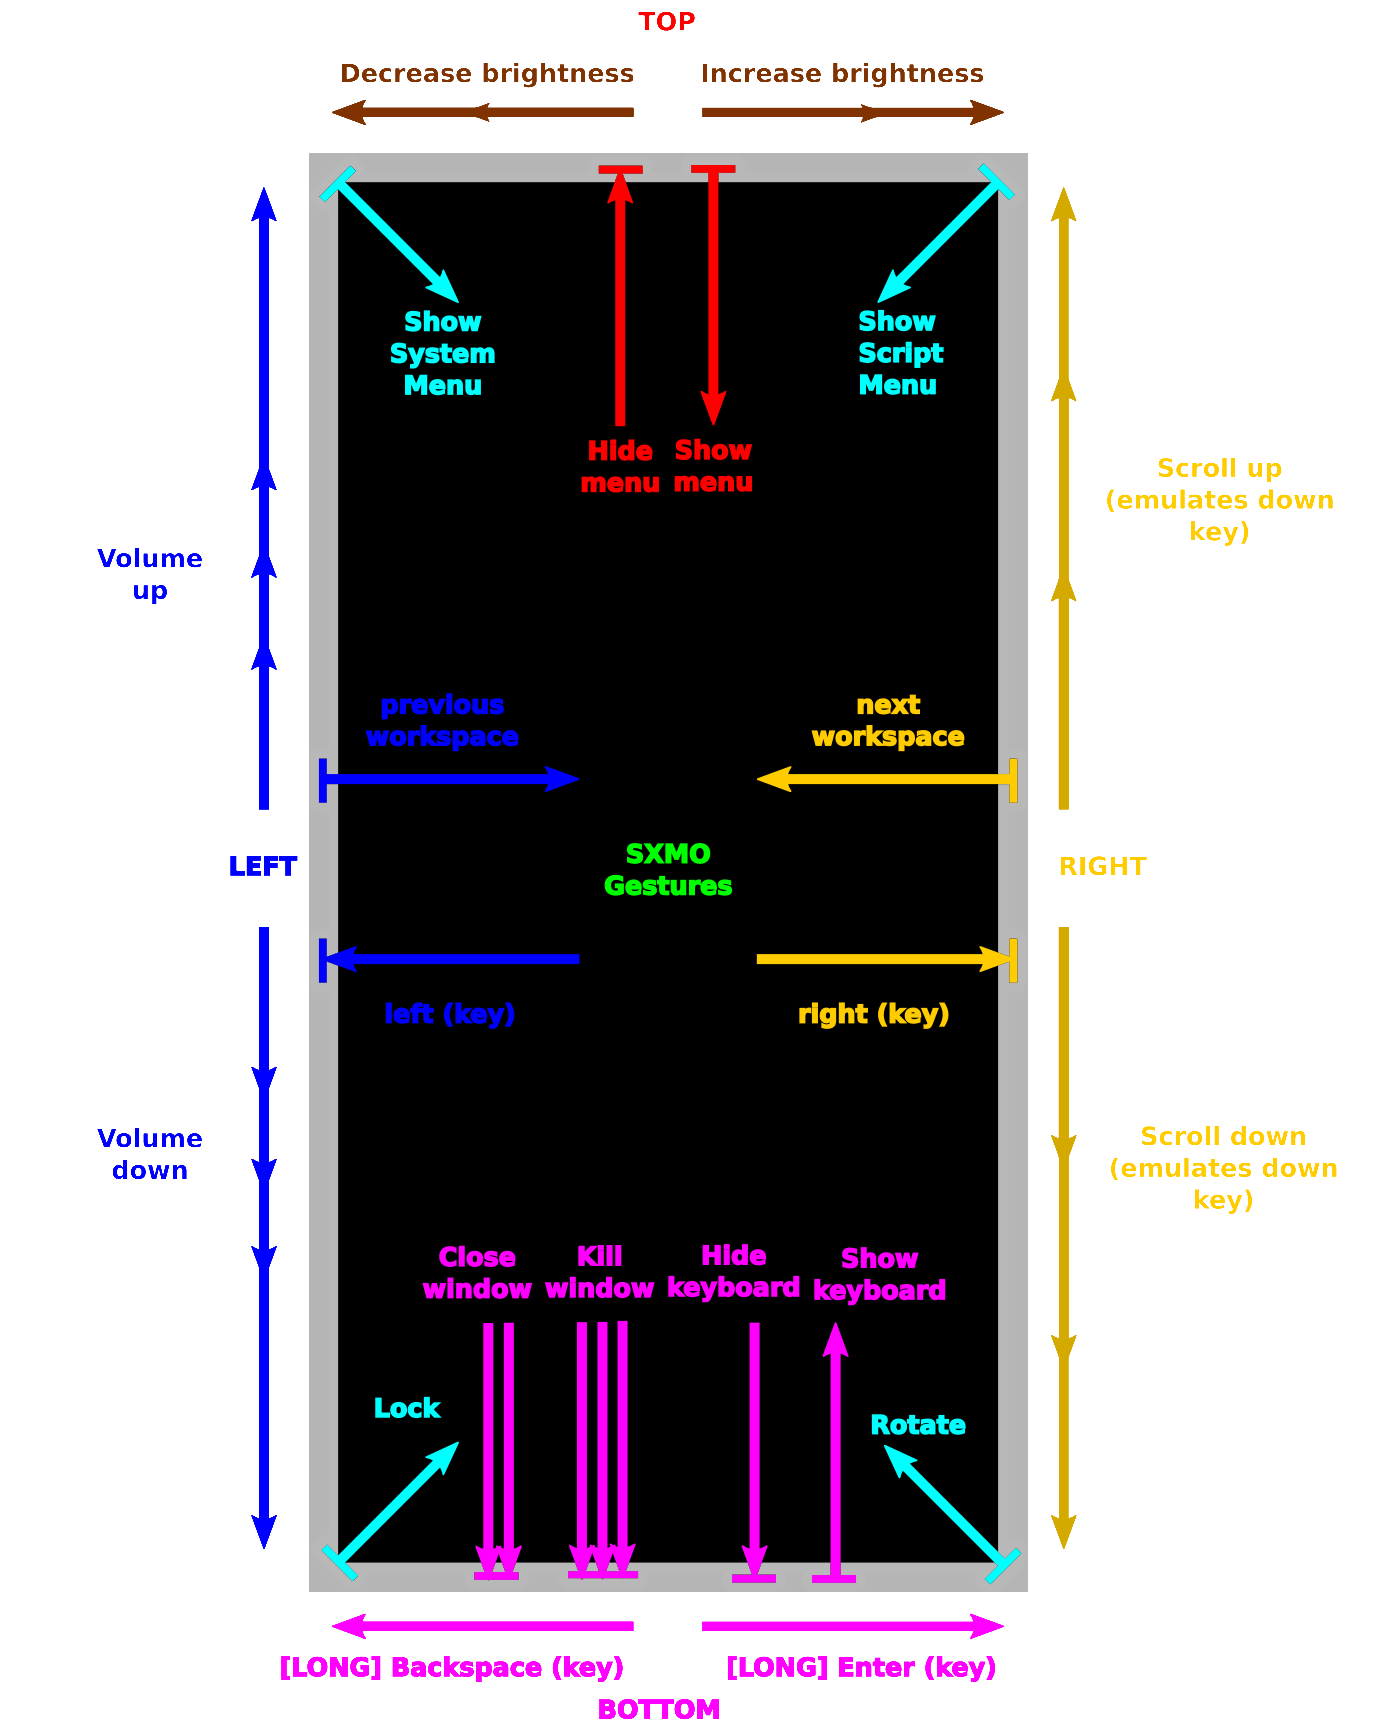 TOP
Decrease brightness
Increase brightness
Show
System
Menu
Show
Script
Menu
Hide
menu
Show
menu
Scroll up
(emulates down
key)
Volume
up
previous
workspace
next
workspace
SXMO
Gestures
LEFT
RIGHT
left (key)
right (key)
Volume
down
Scroll down
(emulates down
key)
Close
window
Kill
window
Hide
keyboard
Show
keyboard
Lock
Rotate
[LONG] Backspace (key)
[LONG] Enter (key)
BOTTOM